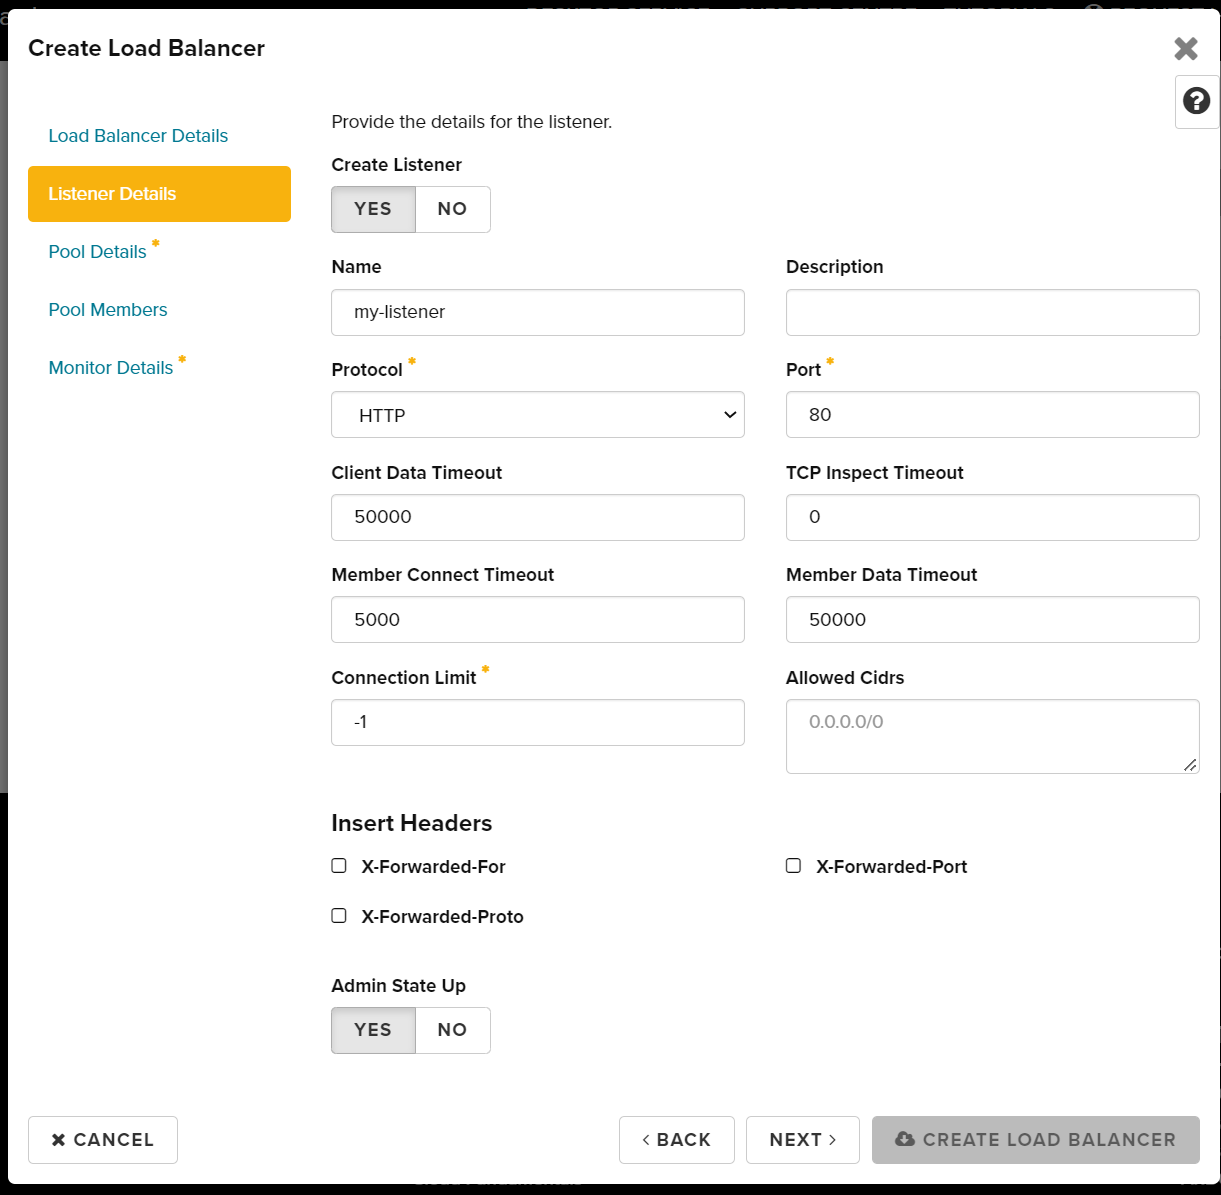 Create Load Balancer
Load Balancer Details
Listener Details
Pool Details *
Pool Members
Monitor Details *
Provide the details for the listener.
Create Listener
YES NO
Name Description
my-listener
Protocol * Port *
HTTP 80
Client Data Timeout TCP Inspect Timeout
50000 0
Member Connect Timeout Member Data Timeout
5000 50000
Connection Limit * Allowed Cidrs
-1 0.0.0.0/0
Insert Headers
X-Forwarded-For X-Forwarded-Port
X-Forwarded-Proto
Admin State Up
YES NO
CANCEL < BACK NEXT > CREATE LOAD BALANCER